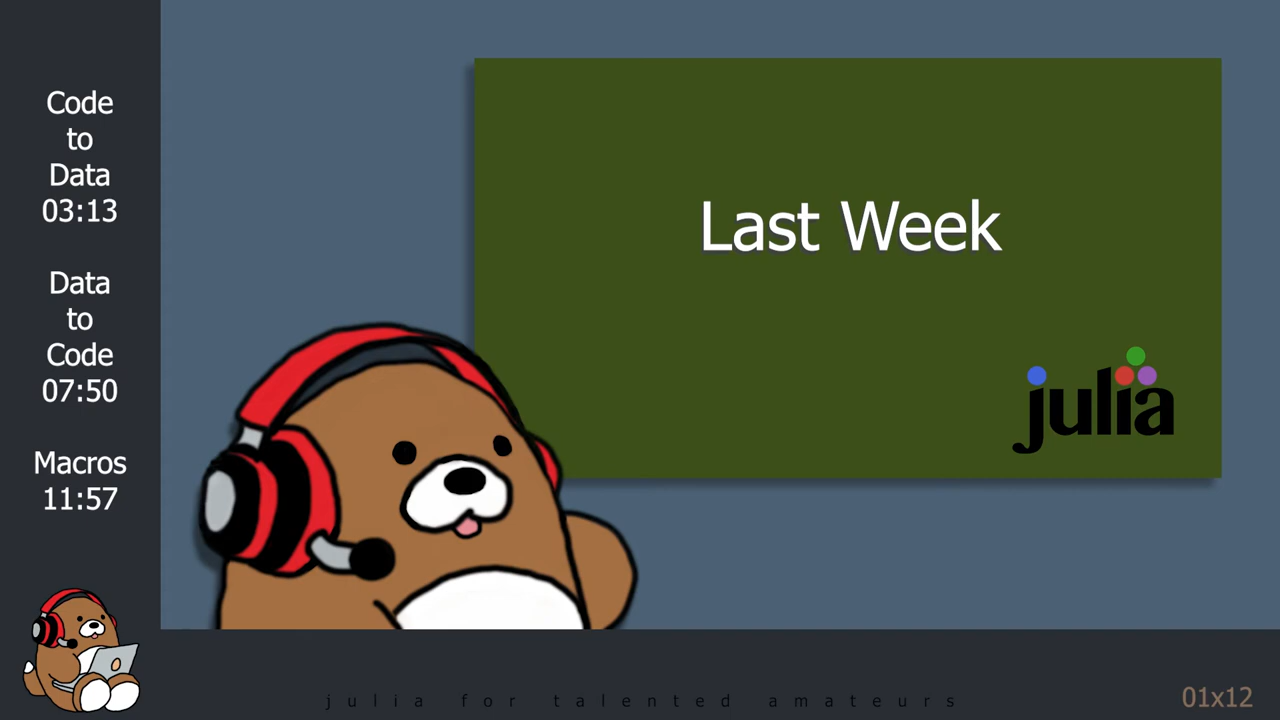 Code
to
Data
03:13
Data
to
Code
07:50
Macros
11:57
Last Week
julia
julia for talented amateurs
01x12